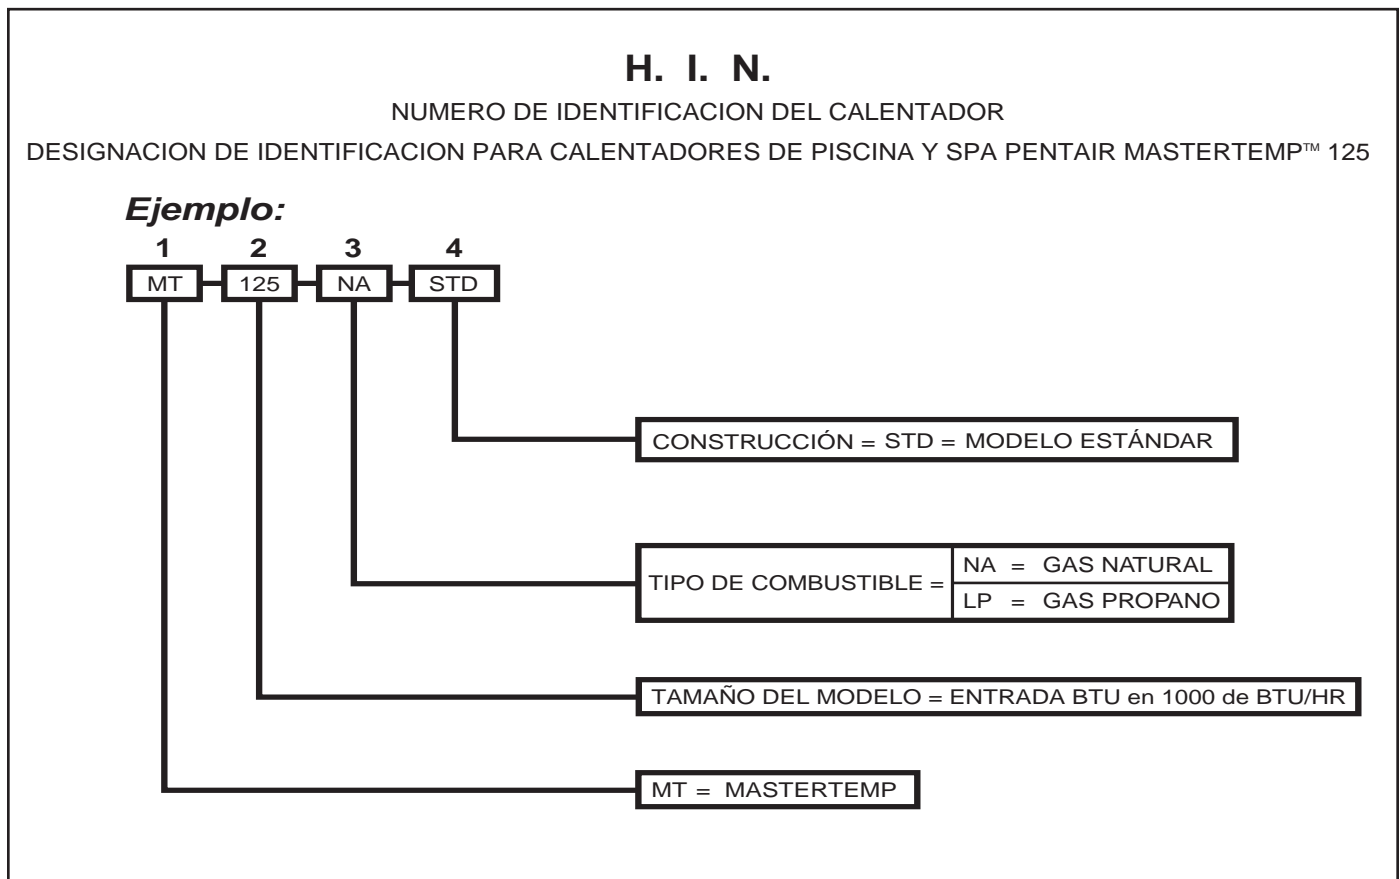 H. I. N.
NUMERO DE IDENTIFICACION DEL CALENTADOR
DESIGNACION DE IDENTIFICACION PARA CALENTADORES DE PISCINA Y SPA PENTAIR MASTERTEMP™ 125
Ejemplo:
1 2 3 4
MT 125 NA STD
CONSTRUCCIÓN = STD = MODELO ESTÁNDAR
TIPO DE COMBUSTIBLE =
NA = GAS NATURAL
LP = GAS PROPANO
TAMAÑO DEL MODELO = ENTRADA BTU en 1000 de BTU/HR
MT = MASTERTEMP